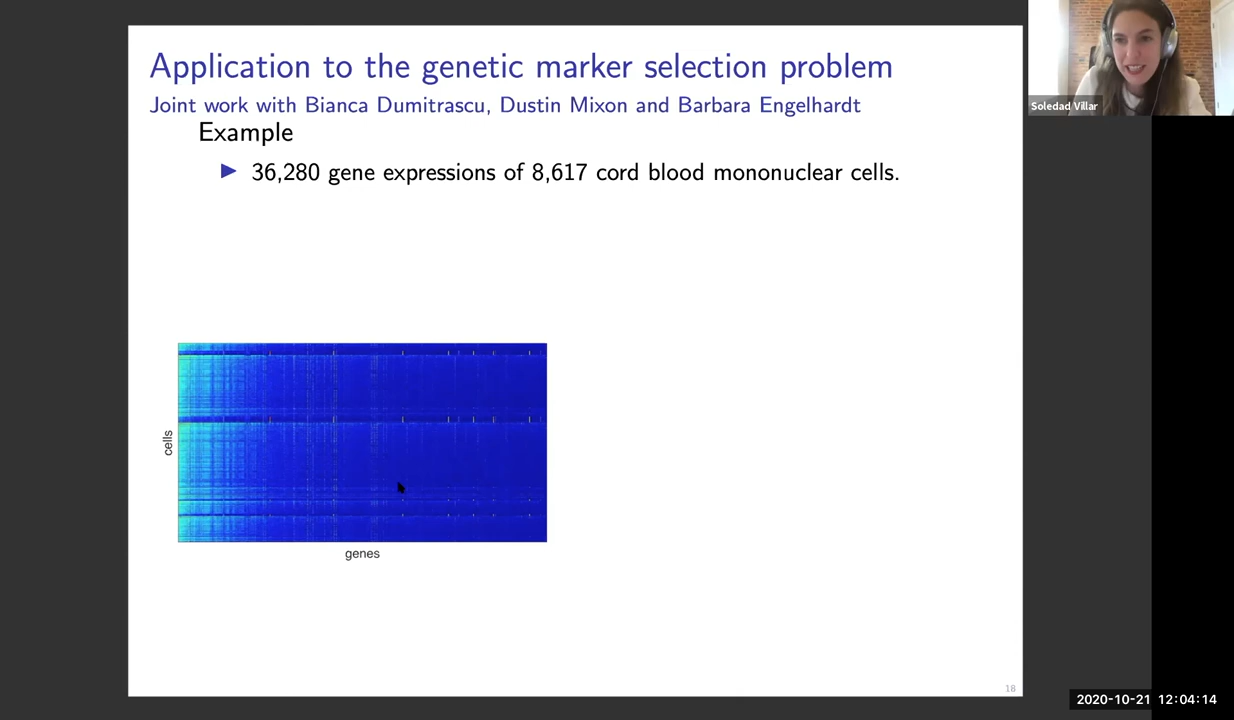 Application to the genetic marker selection problem
Joint work with Bianca Dumitrascu, Dustin Mixon and Barbara Engelhardt
Example
36,280 gene expressions of 8,617 cord blood mononuclear cells.
cells
genes
18
Soledad Villar
2020-10-21 12:04:14